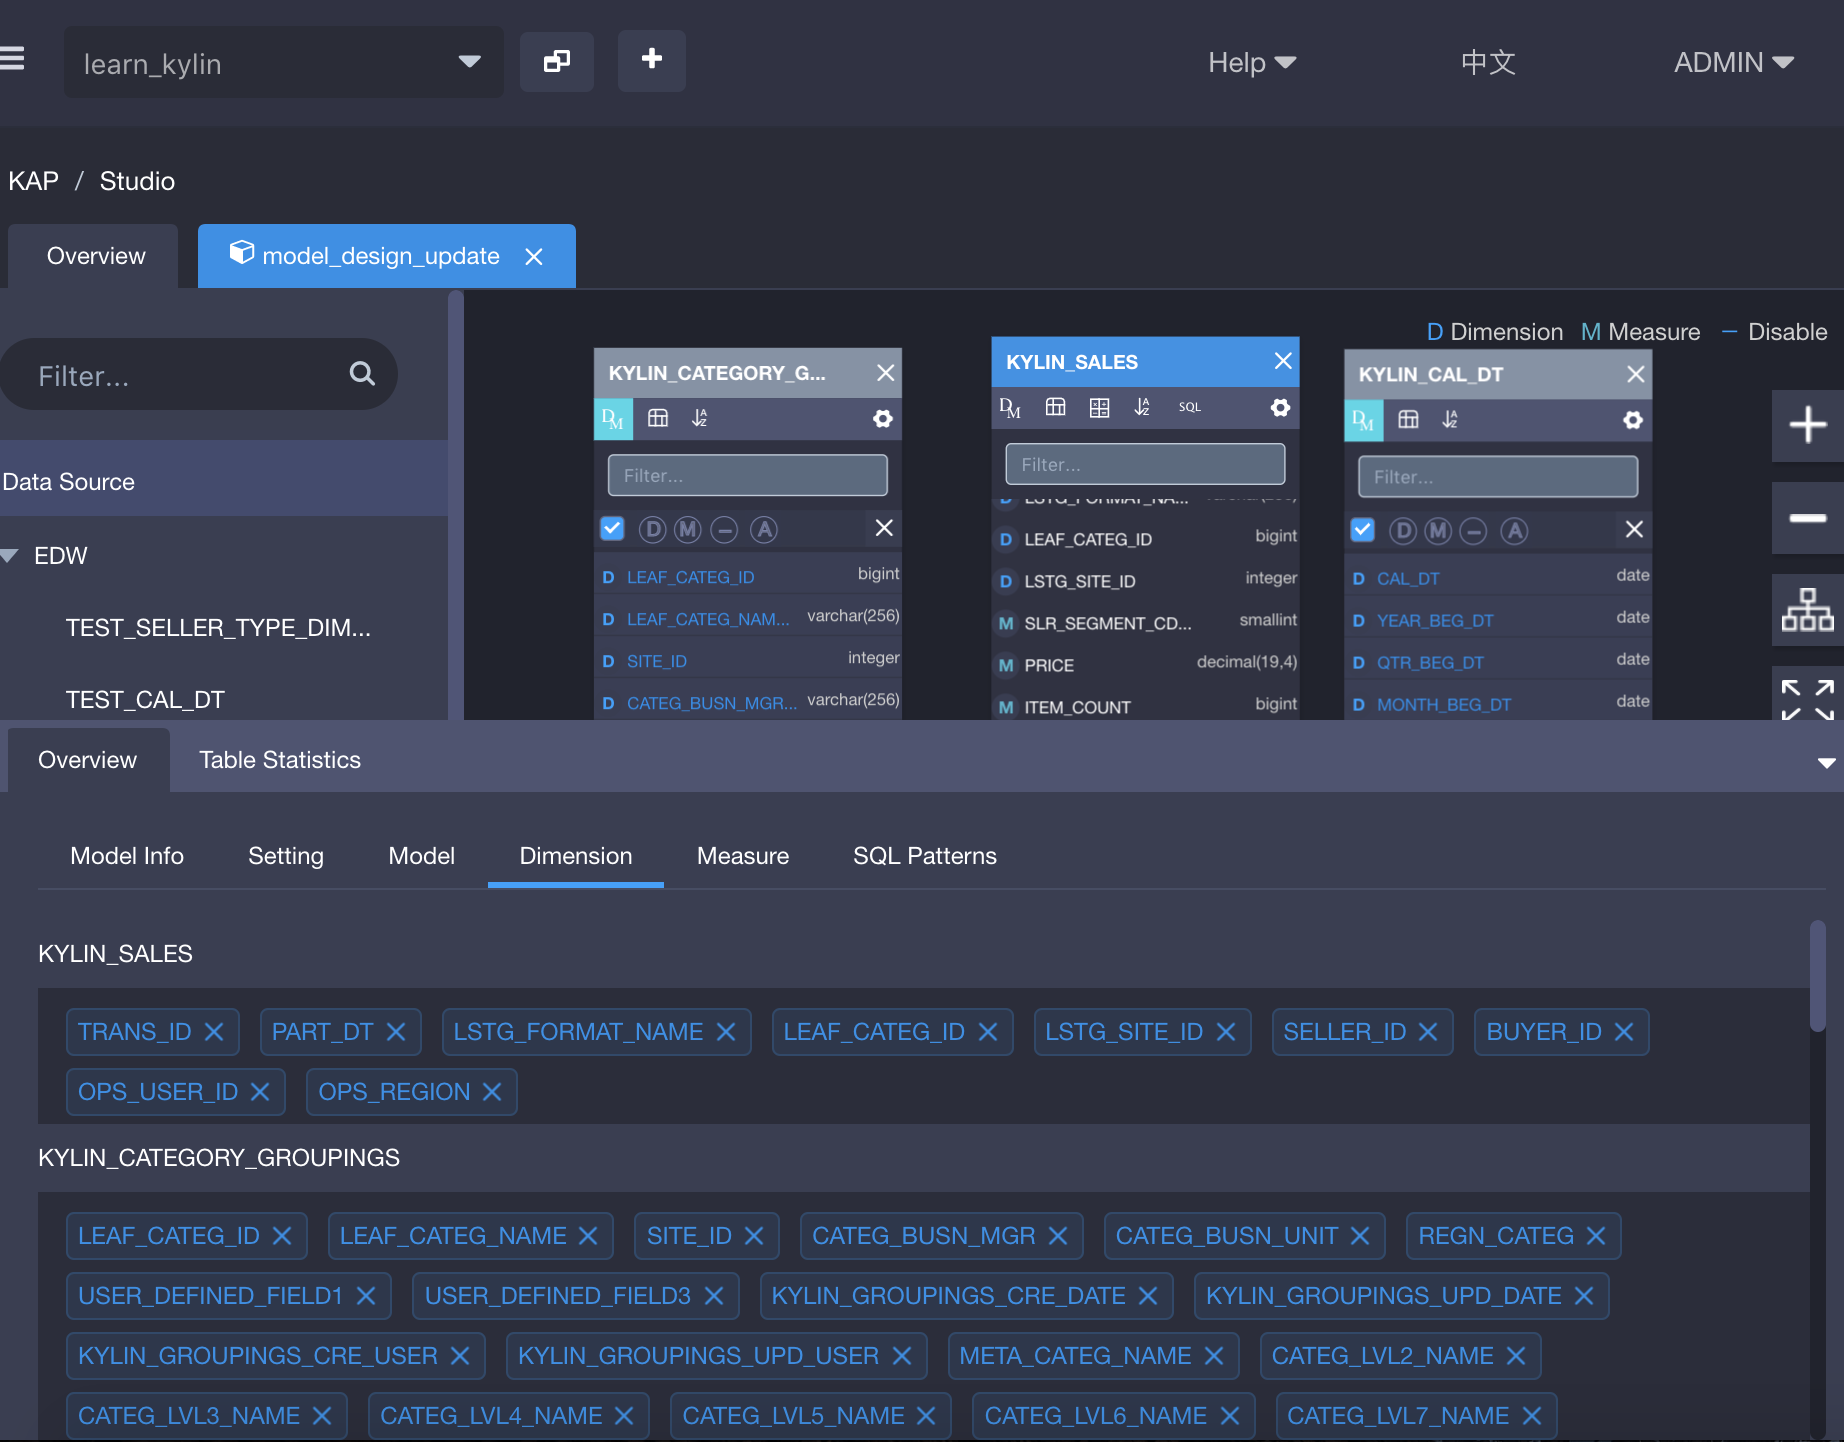 learn_kylin
Help
中文
ADMIN
KAP / Studio
Overview
model_design_update
Filter...
Data Source
EDW
TEST_SELLER_TYPE_DIM...
TEST_CAL_DT
D Dimension M Measure – Disable
KYLIN_CATEGORY_G...
DM
Filter...
D M A
D LEAF_CATEG_ID bigint
D LEAF_CATEG_NAM... varchar(256)
D SITE_ID integer
D CATEG_BUSN_MGR... varchar(256)
KYLIN_SALES
DM SQL
Filter...
D LEAF_CATEG_ID bigint
D LSTG_SITE_ID integer
M SLR_SEGMENT_CD... smallint
M PRICE decimal(19,4)
M ITEM_COUNT bigint
KYLIN_CAL_DT
DM
Filter...
D M A
D CAL_DT date
D YEAR_BEG_DT date
D QTR_BEG_DT date
D MONTH_BEG_DT date
Overview Table Statistics
Model Info Setting Model Dimension Measure SQL Patterns
KYLIN_SALES
TRANS_ID PART_DT LSTG_FORMAT_NAME LEAF_CATEG_ID LSTG_SITE_ID SELLER_ID BUYER_ID
OPS_USER_ID OPS_REGION
KYLIN_CATEGORY_GROUPINGS
LEAF_CATEG_ID LEAF_CATEG_NAME SITE_ID CATEG_BUSN_MGR CATEG_BUSN_UNIT REGN_CATEG
USER_DEFINED_FIELD1 USER_DEFINED_FIELD3 KYLIN_GROUPINGS_CRE_DATE KYLIN_GROUPINGS_UPD_DATE
KYLIN_GROUPINGS_CRE_USER KYLIN_GROUPINGS_UPD_USER META_CATEG_NAME CATEG_LVL2_NAME
CATEG_LVL3_NAME CATEG_LVL4_NAME CATEG_LVL5_NAME CATEG_LVL6_NAME CATEG_LVL7_NAME